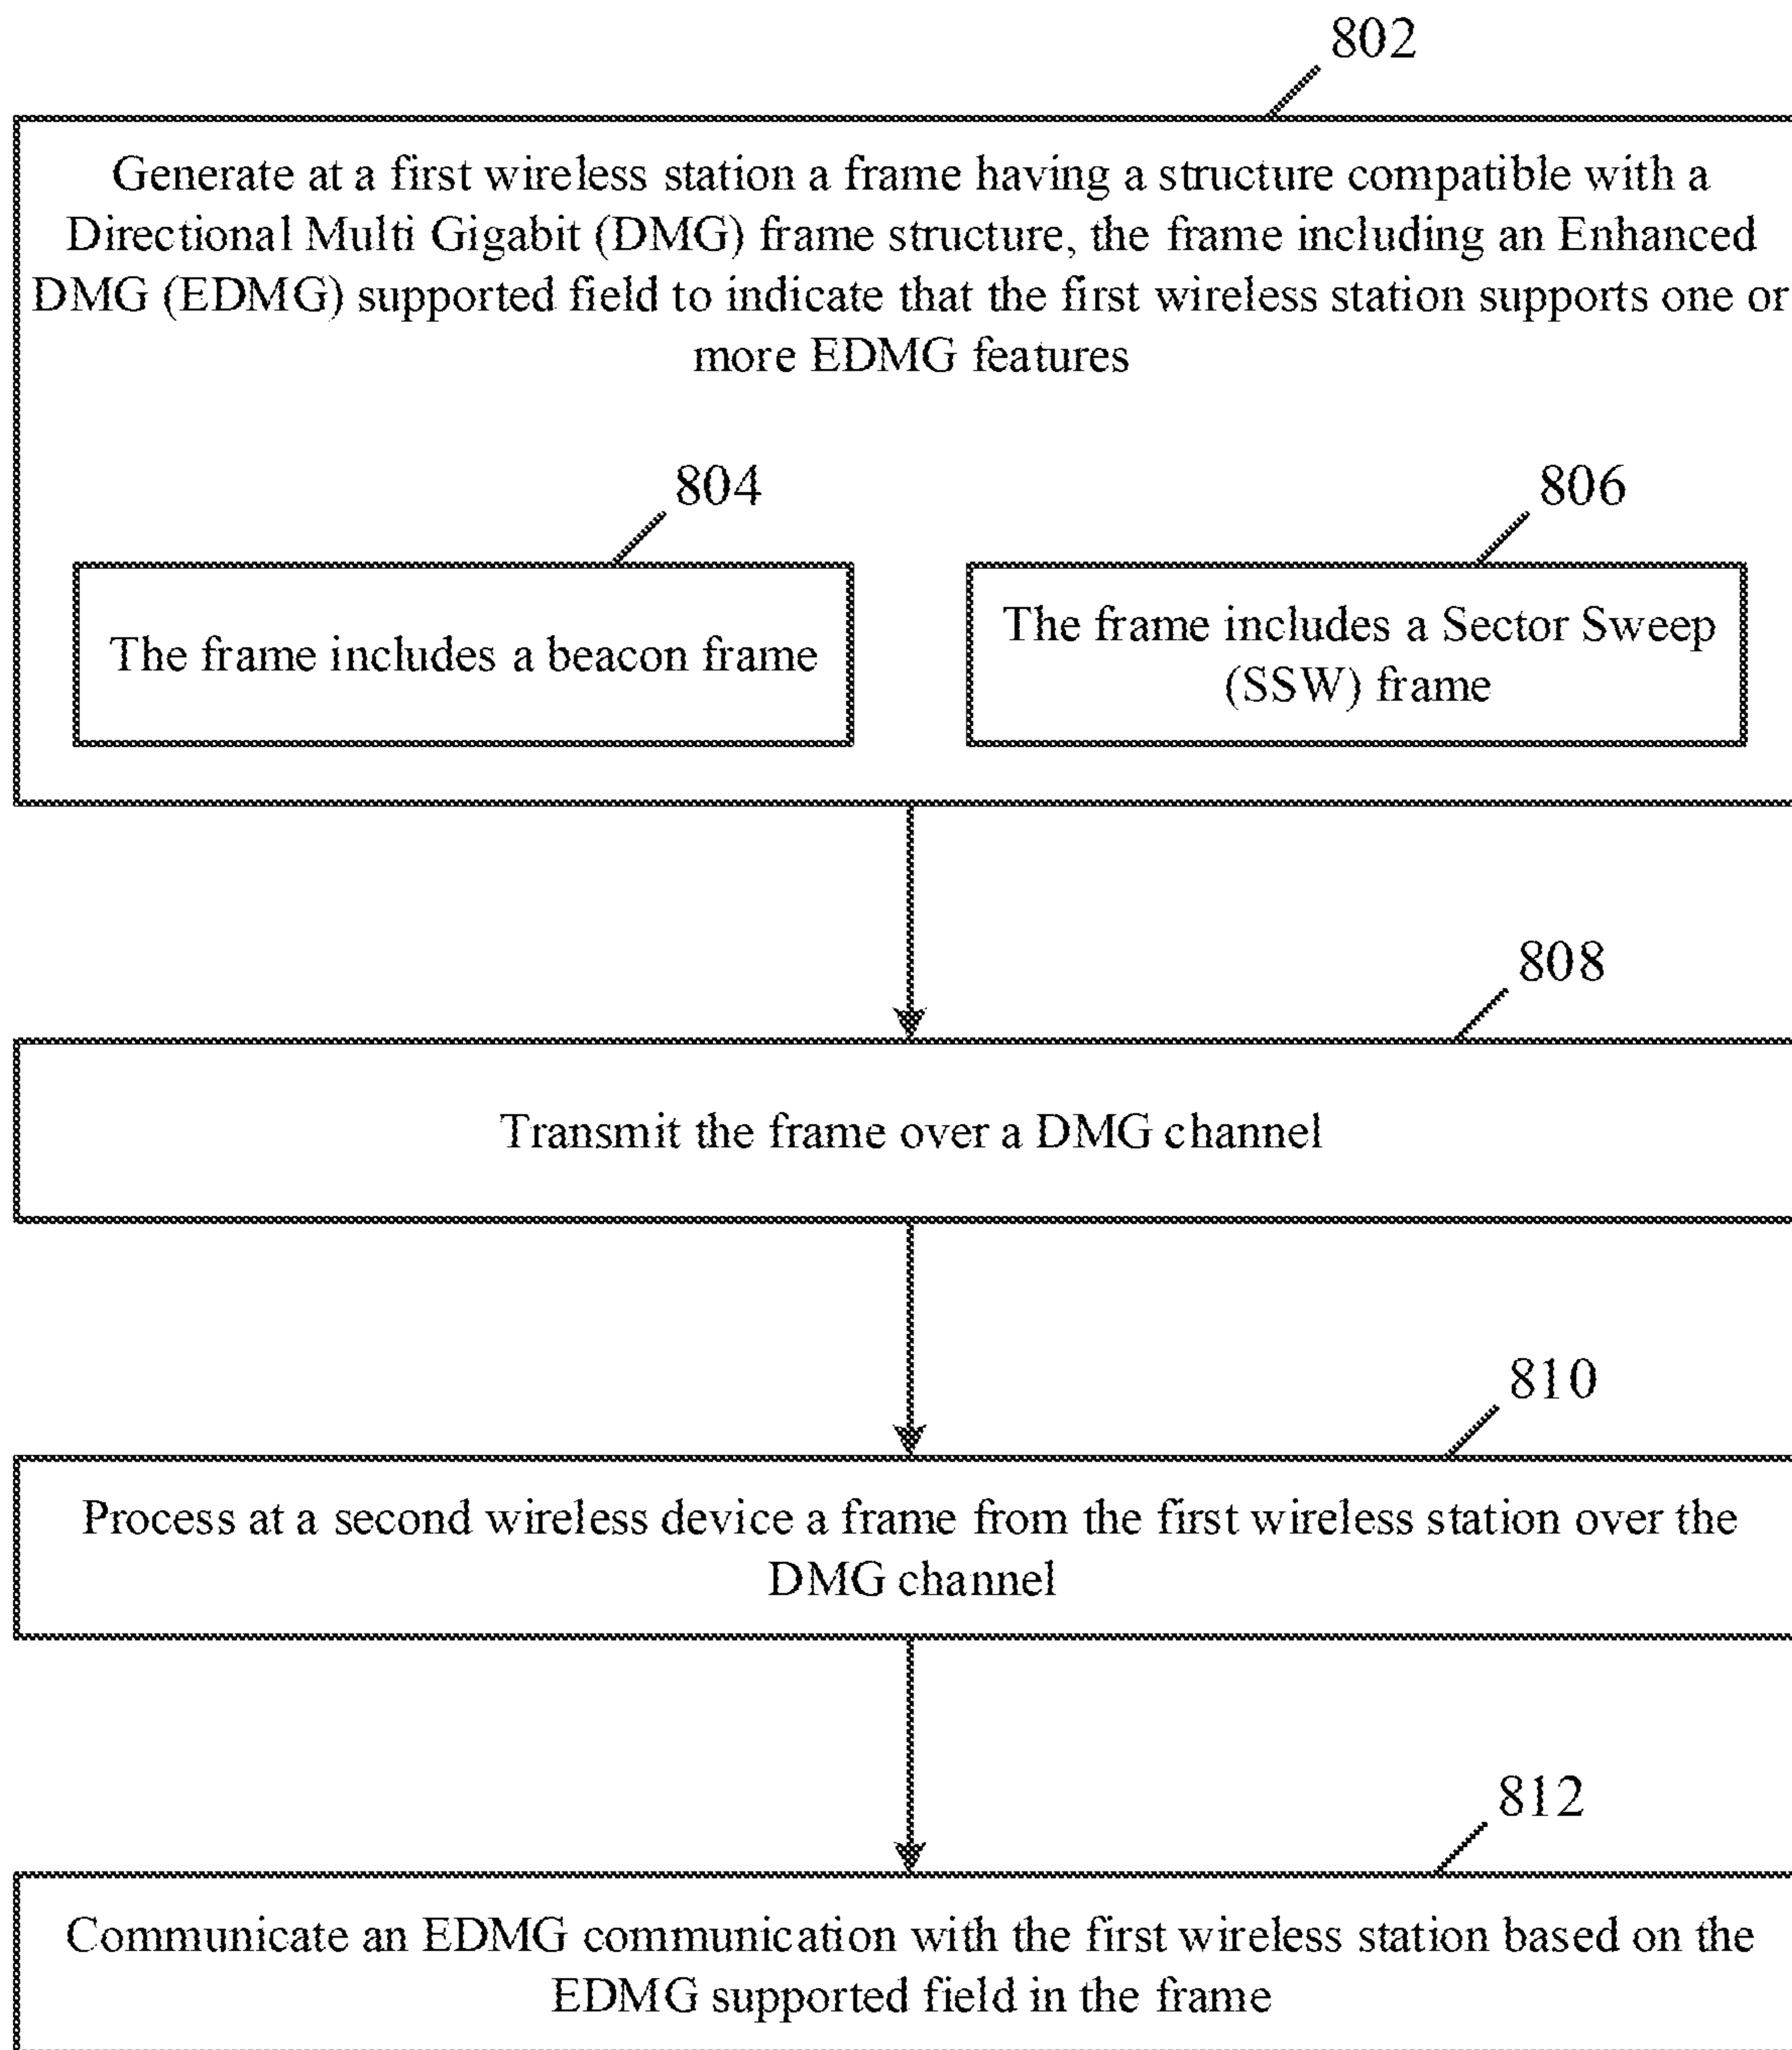 802
Generate at a first wireless station a frame having a structure compatible with a
Directional Multi Gigabit (DMG) frame structure, the frame including an Enhanced
DMG (EDMG) supported field to indicate that the first wireless station supports one or
more EDMG features
804
806
The frame includes a beacon frame
The frame includes a Sector Sweep
(SSW) frame
808
Transmit the frame over a DMG channel
810
Process at a second wireless device a frame from the first wireless station over the
DMG channel
812
Communicate an EDMG communication with the first wireless station based on the
EDMG supported field in the frame